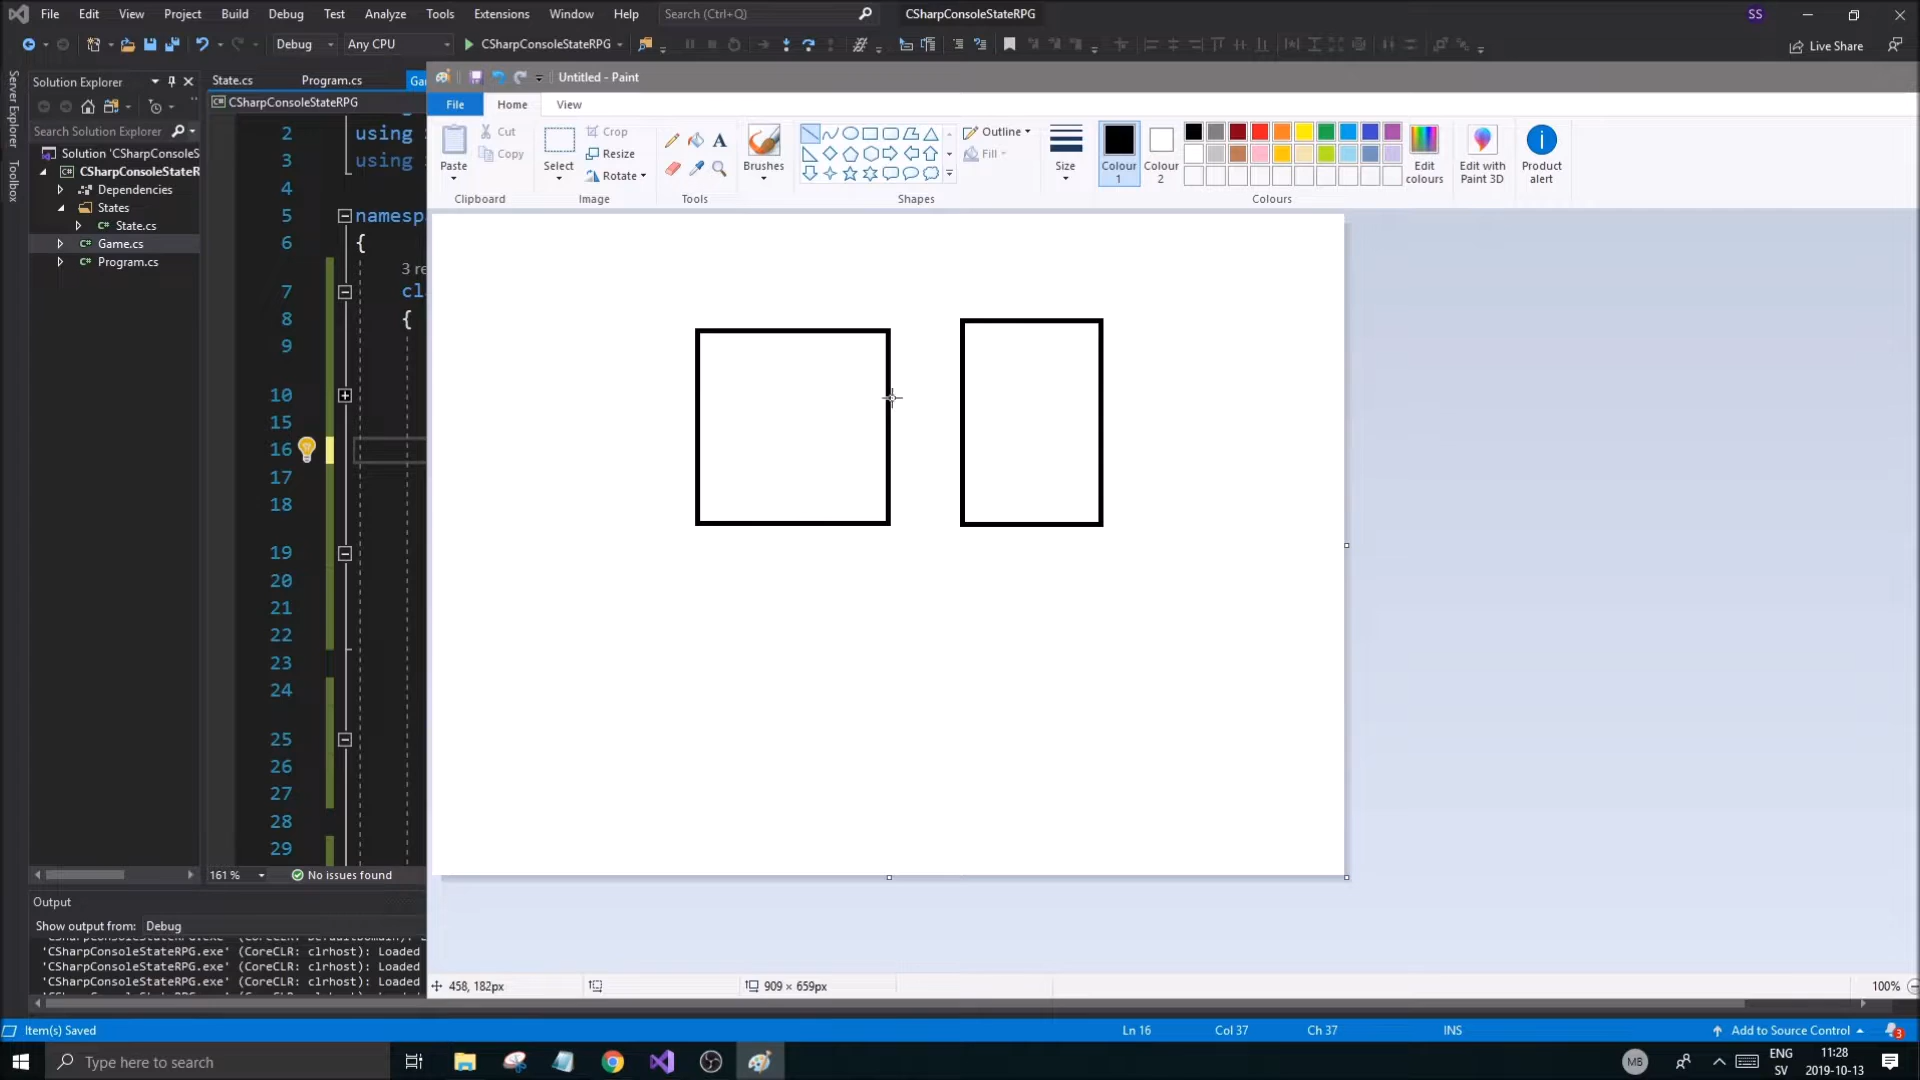 File Edit View Project Build Debug Test Analyze Tools Extensions Window Help Search (Ctrl+Q) CSharpConsoleStateRPG SS
Debug Any CPU CSharpConsoleStateRPG Live Share
Server Explorer
Toolbox
Solution Explorer
Search Solution Explorer
Solution 'CSharpConsoleS
CSharpConsoleStateR
Dependencies
States
State.cs
Game.cs
Program.cs
State.cs Program.cs Ga
CSharpConsoleStateRPG
2 using
3 using
4
5 namesp
6 {
3 re
7 cl
8 {
9
10
15
16
17
18
19
20
21
22
23
24
25
26
27
28
29
161 % No issues found
Untitled - Paint
File Home View
Paste Cut Copy Clipboard
Select Crop Resize Rotate Image
Tools
Brushes
Shapes
Outline Fill
Size
Colour 1
Colour 2
Colours
Edit colours
Edit with Paint 3D
Product alert
458, 182px 909 × 659px 100%
Output
Show output from: Debug
'CSharpConsoleStateRPG.exe' (CoreCLR: clrhost): Loaded
'CSharpConsoleStateRPG.exe' (CoreCLR: clrhost): Loaded
'CSharpConsoleStateRPG.exe' (CoreCLR: clrhost): Loaded
Item(s) Saved Ln 16 Col 37 Ch 37 INS Add to Source Control 3
Type here to search MB ENG SV 11:28 2019-10-13